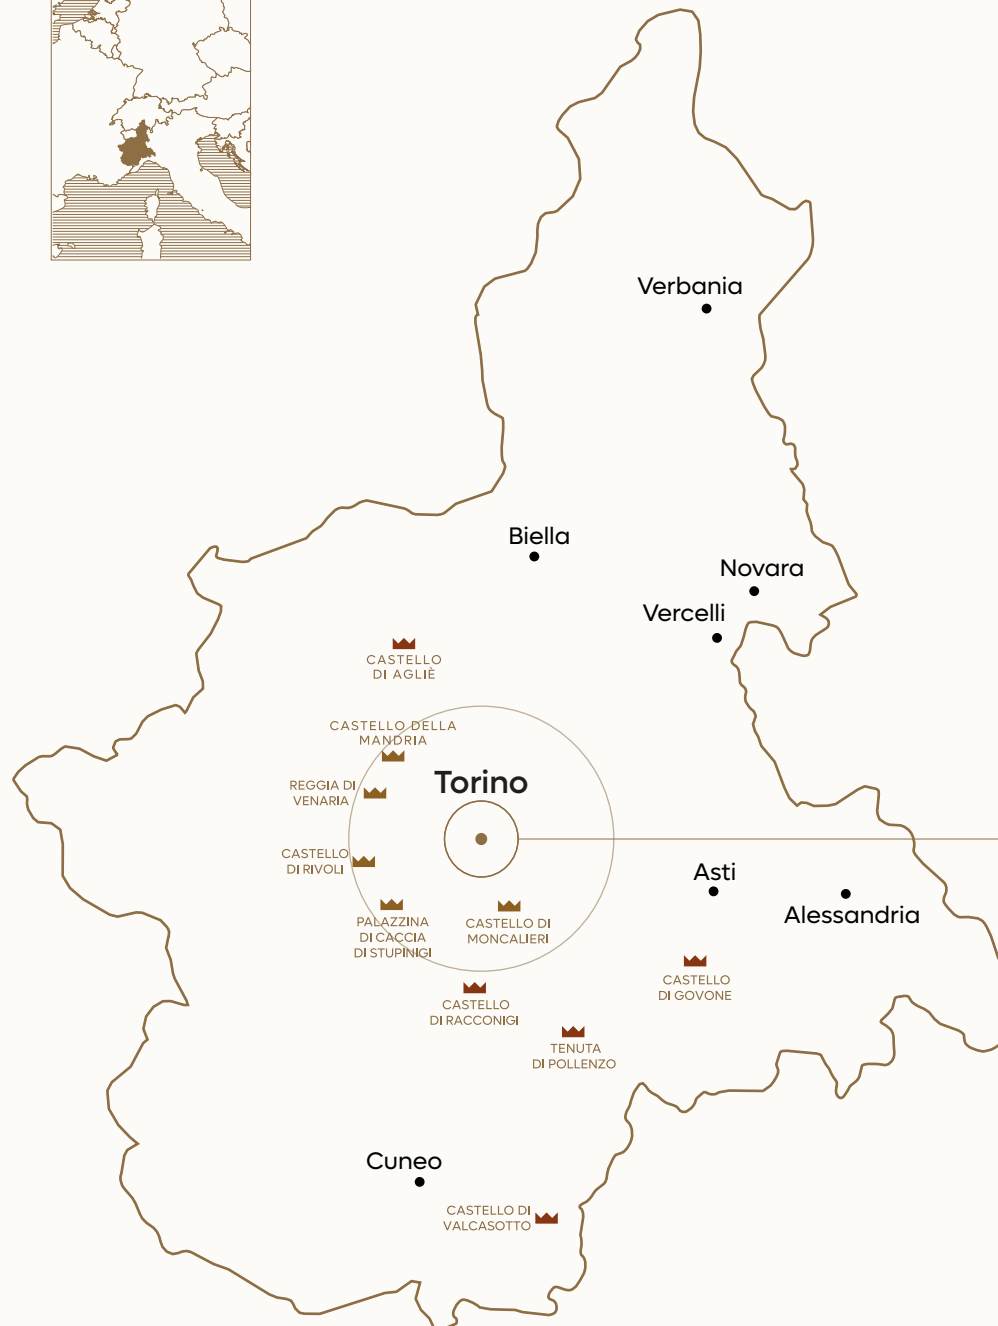 Verbania
Biella
Novara
Vercelli
CASTELLO
DI AGLIÈ
CASTELLO DELLA
MANDRIA
Torino
REGGIA DI
VENARIA
CASTELLO
DI RIVOLI
Asti
Alessandria
PALAZZINA
DI CACCIA
DI STUPINIGI
CASTELLO DI
MONCALIERI
CASTELLO
DI GOVONE
CASTELLO
DI RACCONIGI
TENUTA
DI POLLENZO
Cuneo
CASTELLO DI
VALCASOTTO